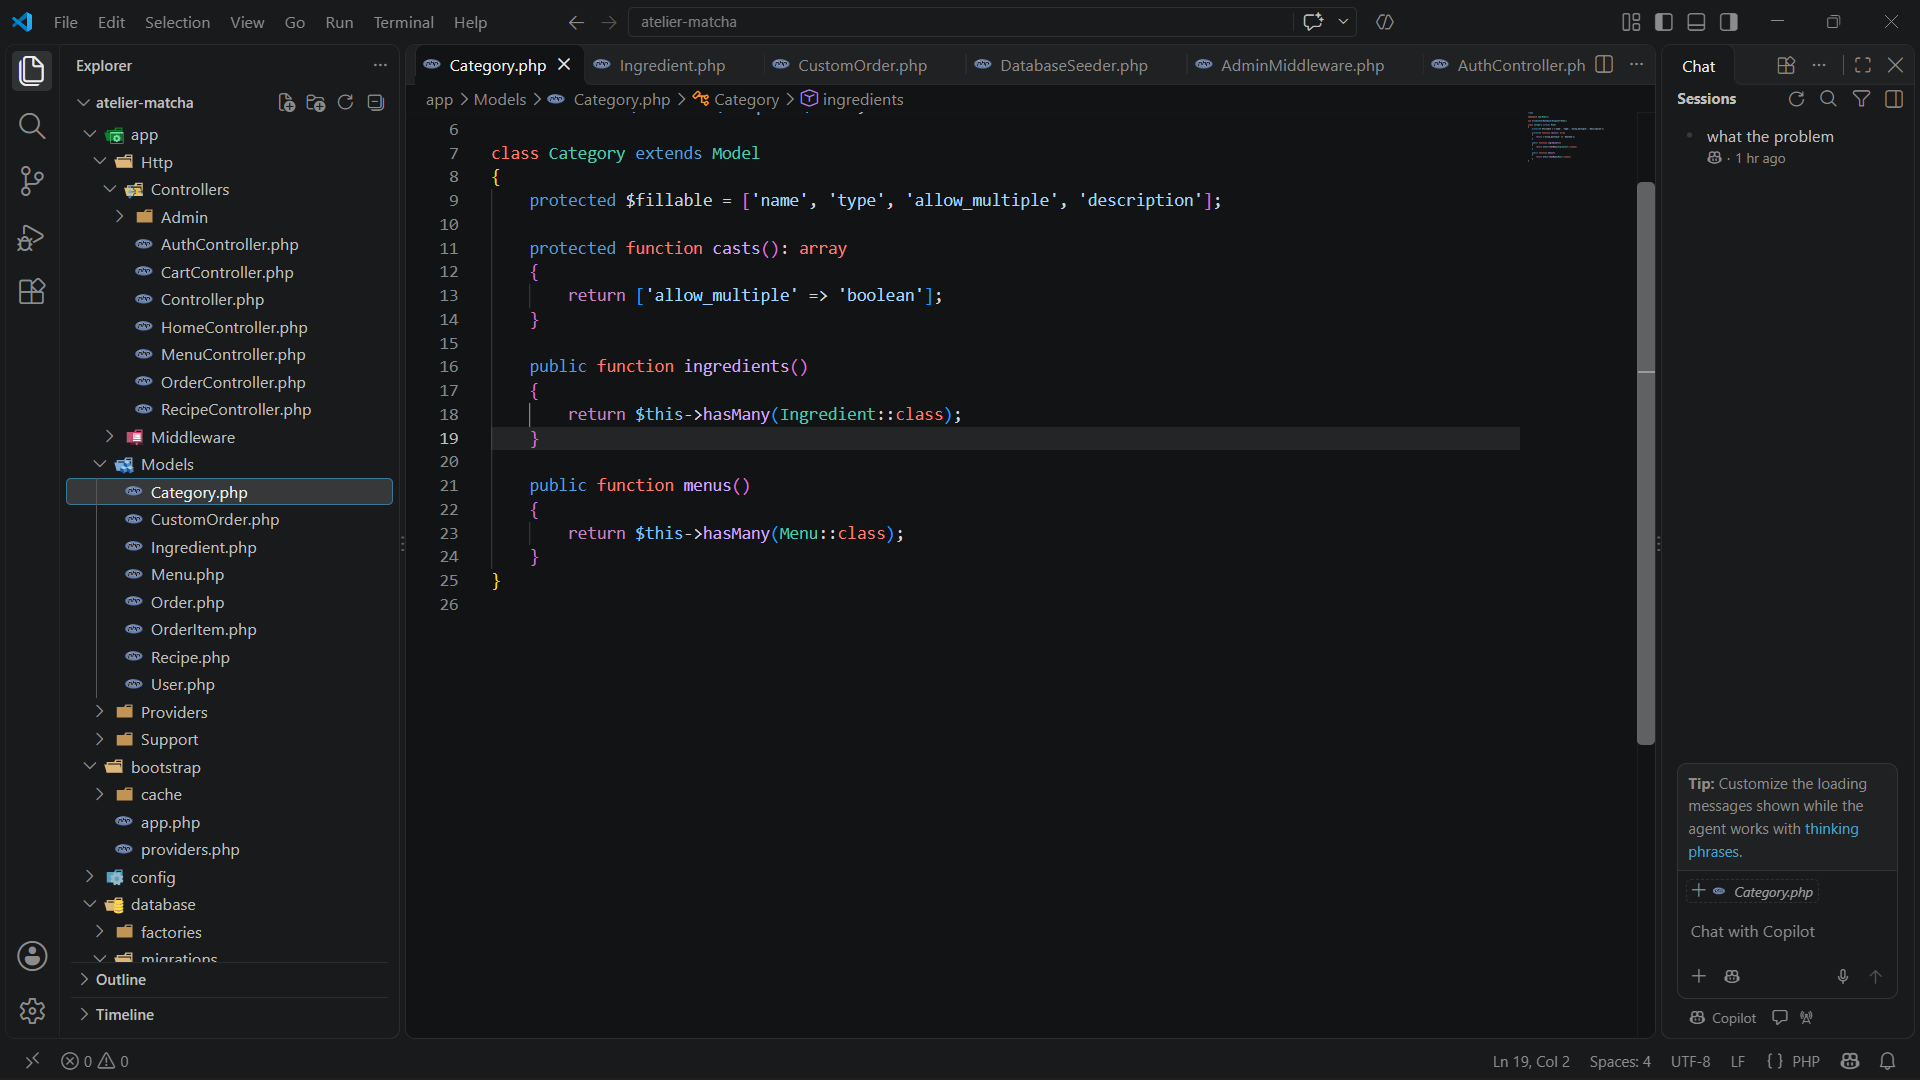 File Edit Selection View Go Run Terminal Help
atelier-matcha
Explorer
atelier-matcha
app
Http
Controllers
Admin
AuthController.php
CartController.php
Controller.php
HomeController.php
MenuController.php
OrderController.php
RecipeController.php
Middleware
Models
Category.php
CustomOrder.php
Ingredient.php
Menu.php
Order.php
OrderItem.php
Recipe.php
User.php
Providers
Support
bootstrap
cache
app.php
providers.php
config
database
factories
migrations
Outline
Timeline
Category.php Ingredient.php CustomOrder.php DatabaseSeeder.php AdminMiddleware.php AuthController.ph
app > Models > Category.php > Category > ingredients
6
7 class Category extends Model
8 {
9     protected $fillable = ['name', 'type', 'allow_multiple', 'description'];
10
11     protected function casts(): array
12     {
13         return ['allow_multiple' => 'boolean'];
14     }
15
16     public function ingredients()
17     {
18         return $this->hasMany(Ingredient::class);
19     }
20
21     public function menus()
22     {
23         return $this->hasMany(Menu::class);
24     }
25 }
26
Chat
Sessions
what the problem
· 1 hr ago
Tip: Customize the loading
messages shown while the
agent works with thinking
phrases.
Category.php
Chat with Copilot
Copilot
0 0
Ln 19, Col 2 Spaces: 4 UTF-8 LF {} PHP